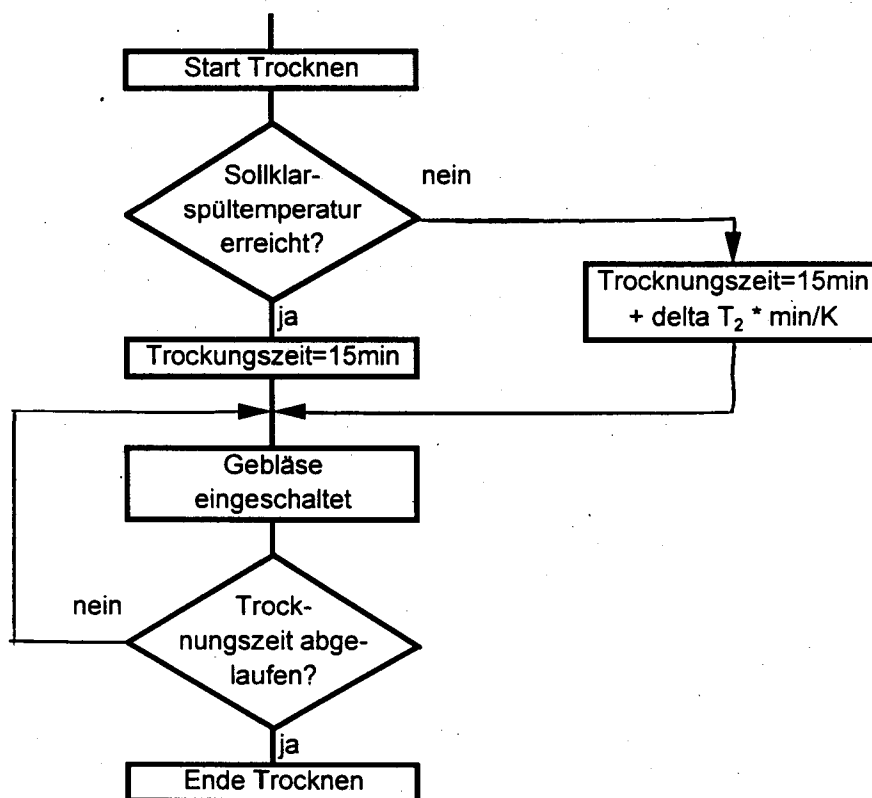 Start Trocknen
Sollklar-
spültemperatur
erreicht?
nein
Trocknungszeit=15min
+ delta T₂ * min/K
ja
Trockungszeit=15min
Gebläse
eingeschaltet
nein
Trock-
nungszeit abge-
laufen?
ja
Ende Trocknen